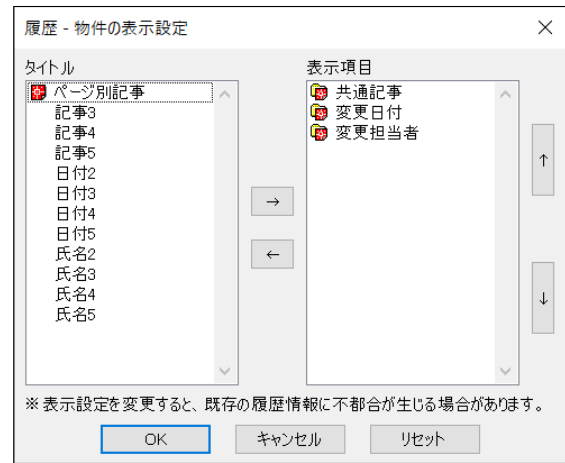 履歴 - 物件の表示設定
タイトル
ページ別記事
記事3
記事4
記事5
日付2
日付3
日付4
日付5
氏名2
氏名3
氏名4
氏名5
→
←
表示項目
共通記事
変更日付
変更担当者
↑
↓
※表示設定を変更すると、既存の履歴情報に不都合が生じる場合があります。
OK
キャンセル
リセット